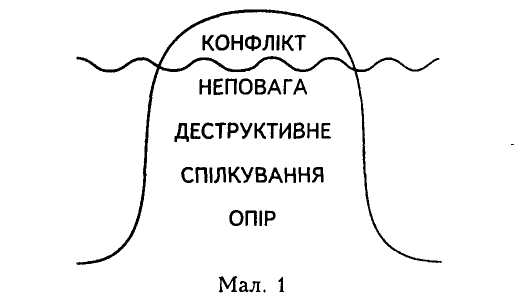 КОНФЛІКТ
НЕПОВАГА
ДЕСТРУКТИВНЕ
СПІЛКУВАННЯ
ОПІР
Мал. 1